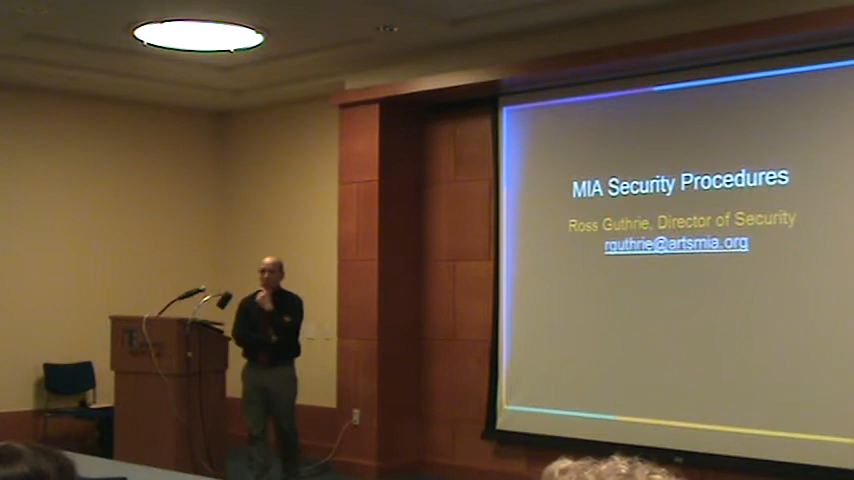 MIA Security Procedures
Ross Guthrie, Director of Security
rguthrie@artsmia.org